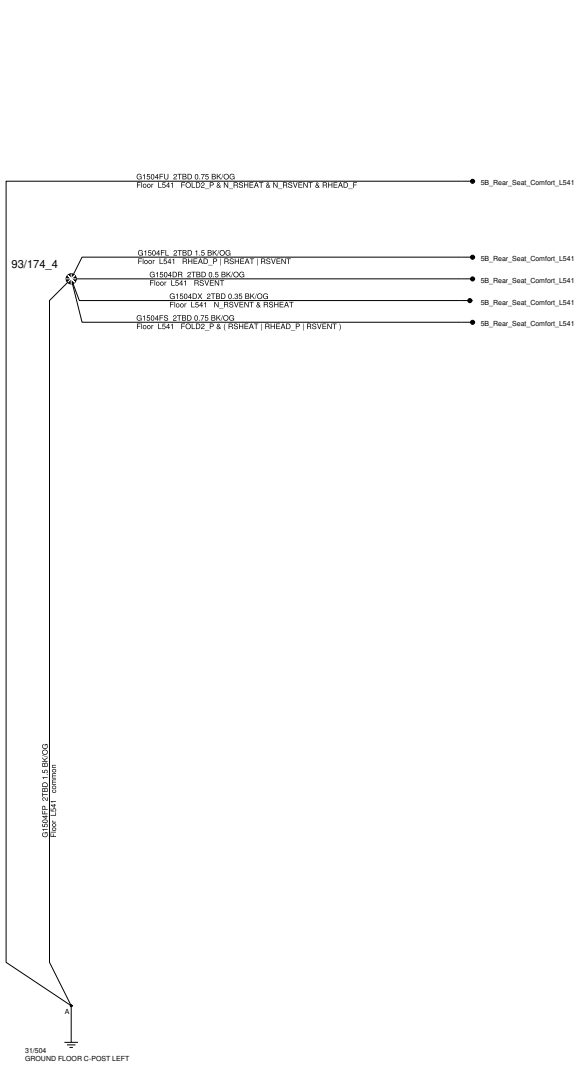 G1504FU 2TBD 0.75 BK/OG
Floor L541 FOLD2_P & N_RSHEAT & N_RSVENT & RHEAD_F
5B_Rear_Seat_Comfort_L541
93/174_4
G1504FL 2TBD 1.5 BK/OG
Floor L541 RHEAD_P | RSHEAT | RSVENT
5B_Rear_Seat_Comfort_L541
G1504DR 2TBD 0.5 BK/OG
Floor L541 RSVENT
5B_Rear_Seat_Comfort_L541
G1504DX 2TBD 0.35 BK/OG
Floor L541 N_RSVENT & RSHEAT
5B_Rear_Seat_Comfort_L541
G1504FS 2TBD 0.75 BK/OG
Floor L541 FOLD2_P & ( RSHEAT | RHEAD_P | RSVENT )
5B_Rear_Seat_Comfort_L541
G1504FP 2TBD 1.5 BK/OG
Floor L541 common
A
31/504
GROUND FLOOR C-POST LEFT